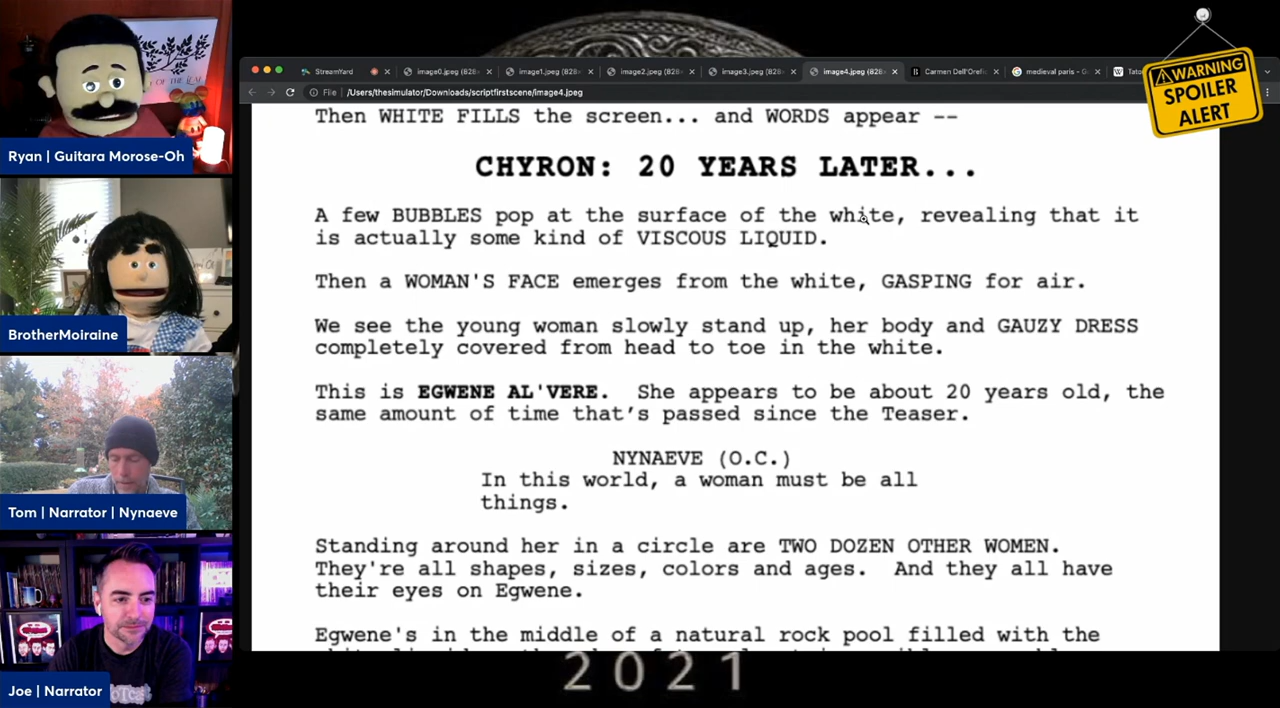 StreamYard
image0.jpeg (828×
image1.jpeg (828×
image2.jpeg (828×
image3.jpeg (828×
image4.jpeg (828×
Carmen Dell'Orefi
medieval paris - G
File | /Users/thesimulator/Downloads/scriptfirstscene/image4.jpeg
WARNING
SPOILER
ALERT
Then WHITE FILLS the screen... and WORDS appear --
CHYRON: 20 YEARS LATER...
A few BUBBLES pop at the surface of the white, revealing that it
is actually some kind of VISCOUS LIQUID.
Then a WOMAN'S FACE emerges from the white, GASPING for air.
We see the young woman slowly stand up, her body and GAUZY DRESS
completely covered from head to toe in the white.
This is EGWENE AL'VERE. She appears to be about 20 years old, the
same amount of time that's passed since the Teaser.
NYNAEVE (O.C.)
In this world, a woman must be all
things.
Standing around her in a circle are TWO DOZEN OTHER WOMEN.
They're all shapes, sizes, colors and ages. And they all have
their eyes on Egwene.
Egwene's in the middle of a natural rock pool filled with the
2021
Ryan | Guitara Morose-Oh
BrotherMoiraine
Tom | Narrator | Nynaeve
Joe | Narrator